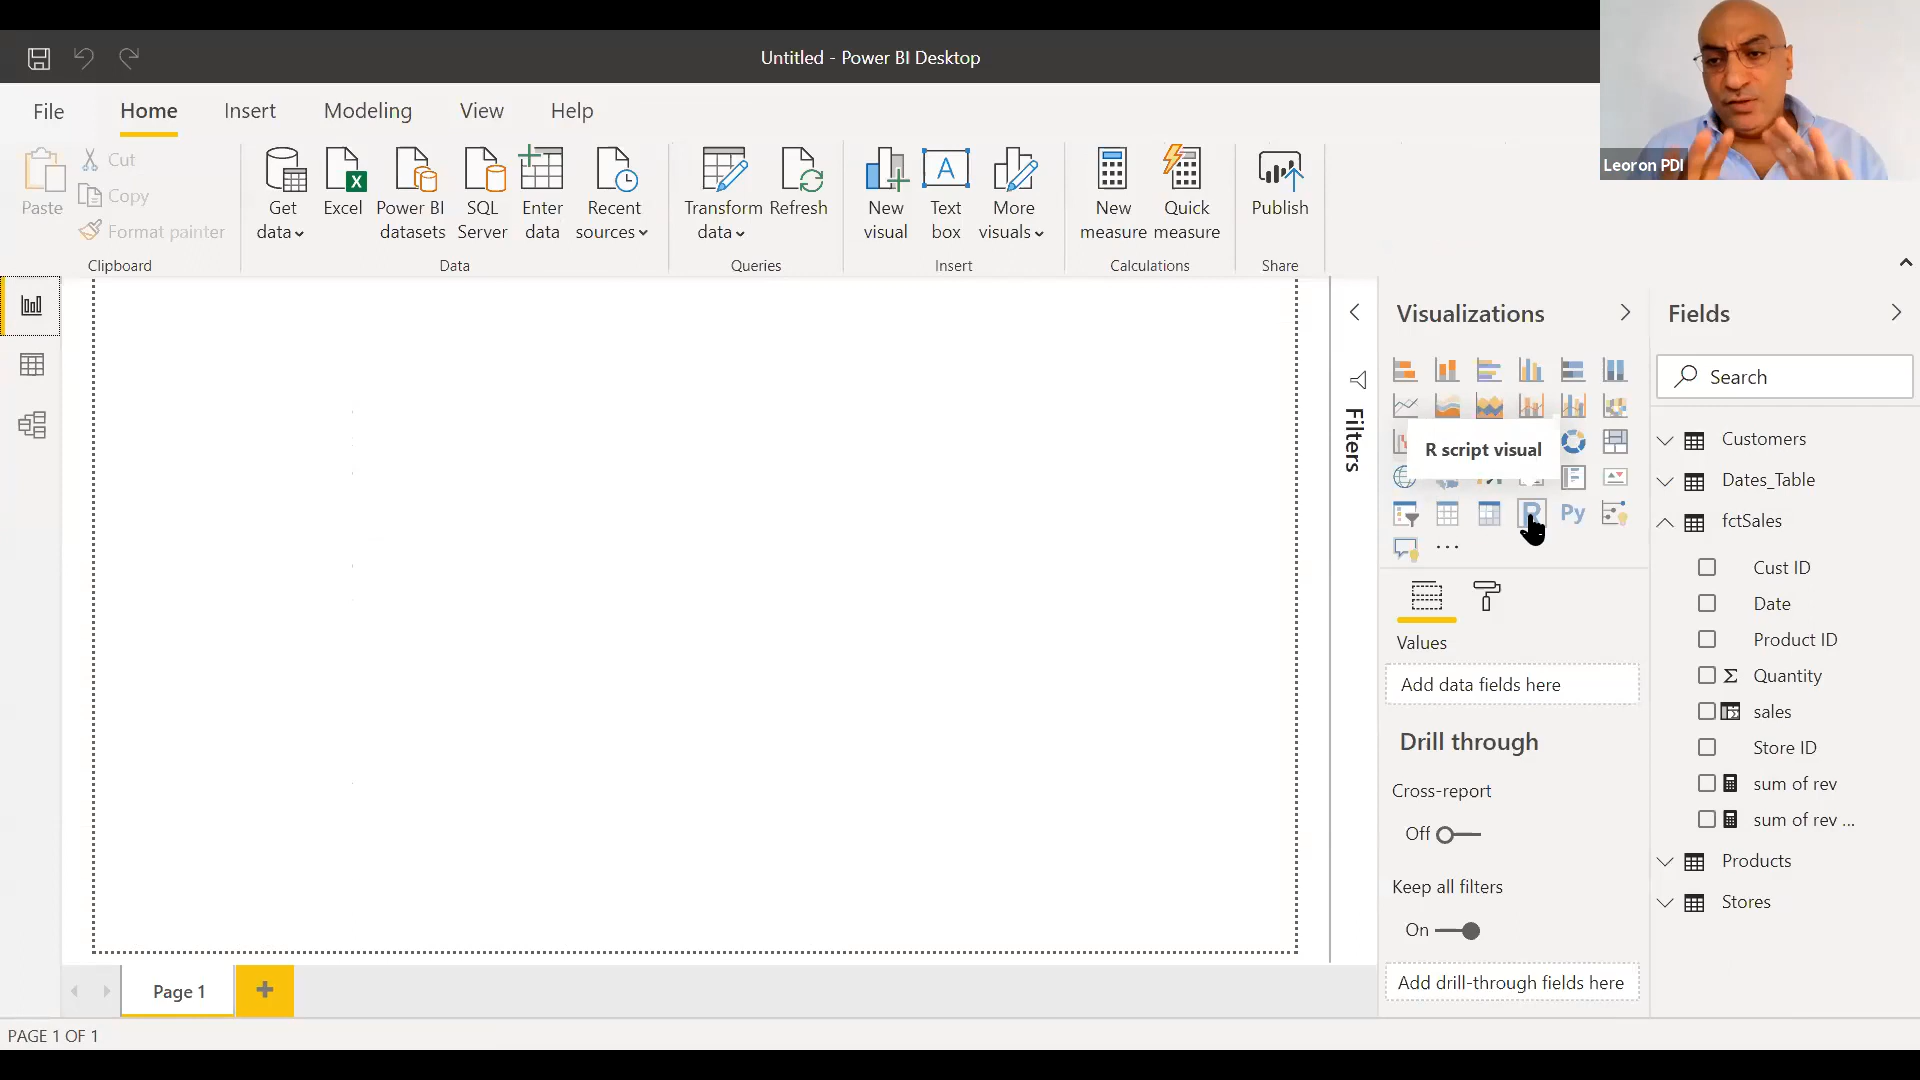 Untitled - Power BI Desktop
Leoron PDI
File Home Insert Modeling View Help
Paste
Cut
Copy
Format painter
Clipboard
Get data
Excel
Power BI datasets
SQL Server
Enter data
Recent sources
Data
Transform data
Refresh
Queries
New visual
Text box
More visuals
Insert
New measure
Quick measure
Calculations
Publish
Share
Filters
Visualizations
R script visual
R
Py
Values
Add data fields here
Drill through
Cross-report
Off
Keep all filters
On
Add drill-through fields here
Fields
Search
Customers
Dates_Table
fctSales
Cust ID
Date
Product ID
Σ Quantity
sales
Store ID
sum of rev
sum of rev ...
Products
Stores
Page 1
PAGE 1 OF 1